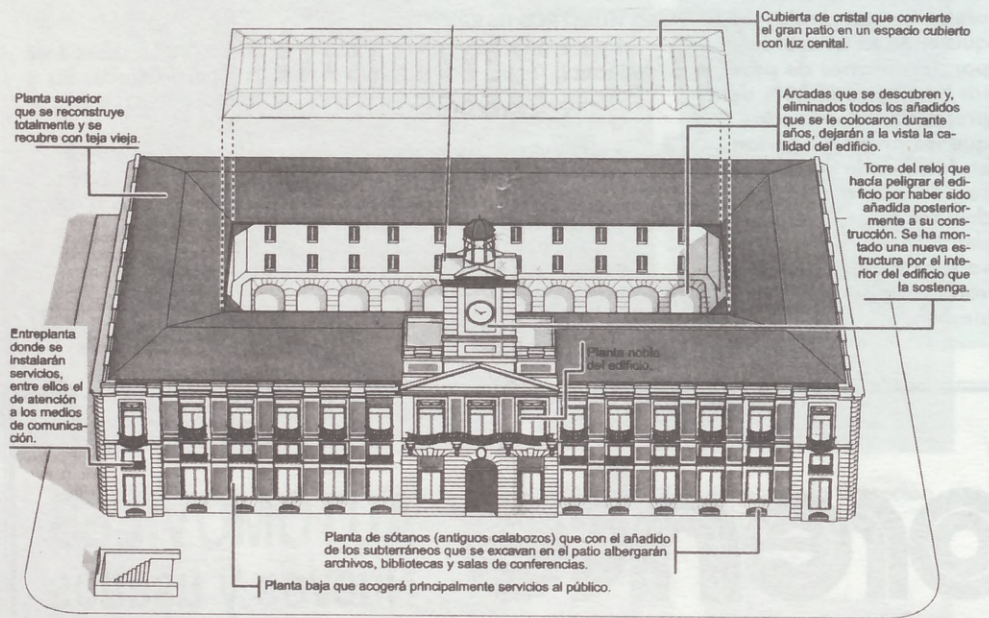 Cubierta de cristal que convierte
el gran patio en un espacio cubierto
con luz cenital.
Planta superior
que se reconstruye
totalmente y se
recubre con teja vieja.
Arcadas que se descubren y,
eliminados todos los añadidos
que se le colocaron durante
años, dejarán a la vista la ca-
lidad del edificio.
Torre del reloj que
hacía peligrar el edi-
ficio por haber sido
añadida posterior-
mente a su cons-
trucción. Se ha mon-
tado una nueva es-
tructura por el inte-
rior del edificio que
la sostenga.
Entreplanta
donde se
instalarán
servicios,
entre ellos el
de atención
a los medios
de comunica-
ción.
Planta noble
del edificio.
Planta de sótanos (antiguos calabozos) que con el añadido
de los subterráneos que se excavan en el patio albergarán
archivos, bibliotecas y salas de conferencias.
Planta baja que acogerá principalmente servicios al público.